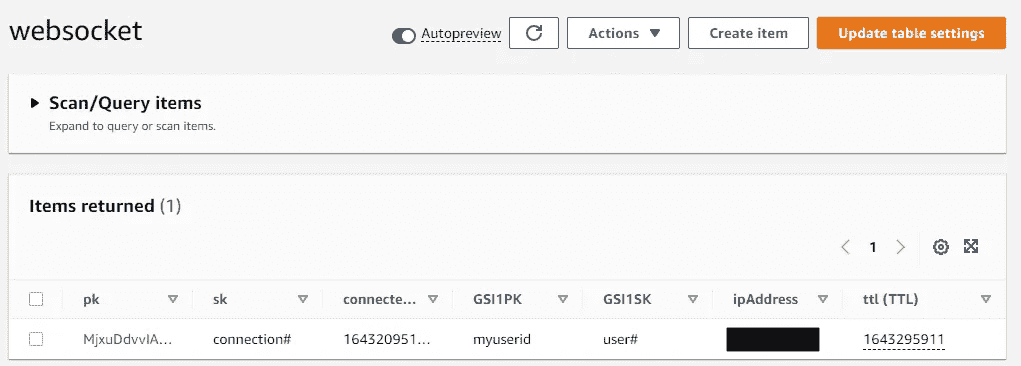 websocket
Autopreview
Actions
Create item
Update table settings
Scan/Query items
Expand to query or scan items.
Items returned (1)
1
pk sk connecte... GSI1PK GSI1SK ipAddress ttl (TTL)
MjxuDdvvIA... connection# 164320951... myuserid user# 1643295911